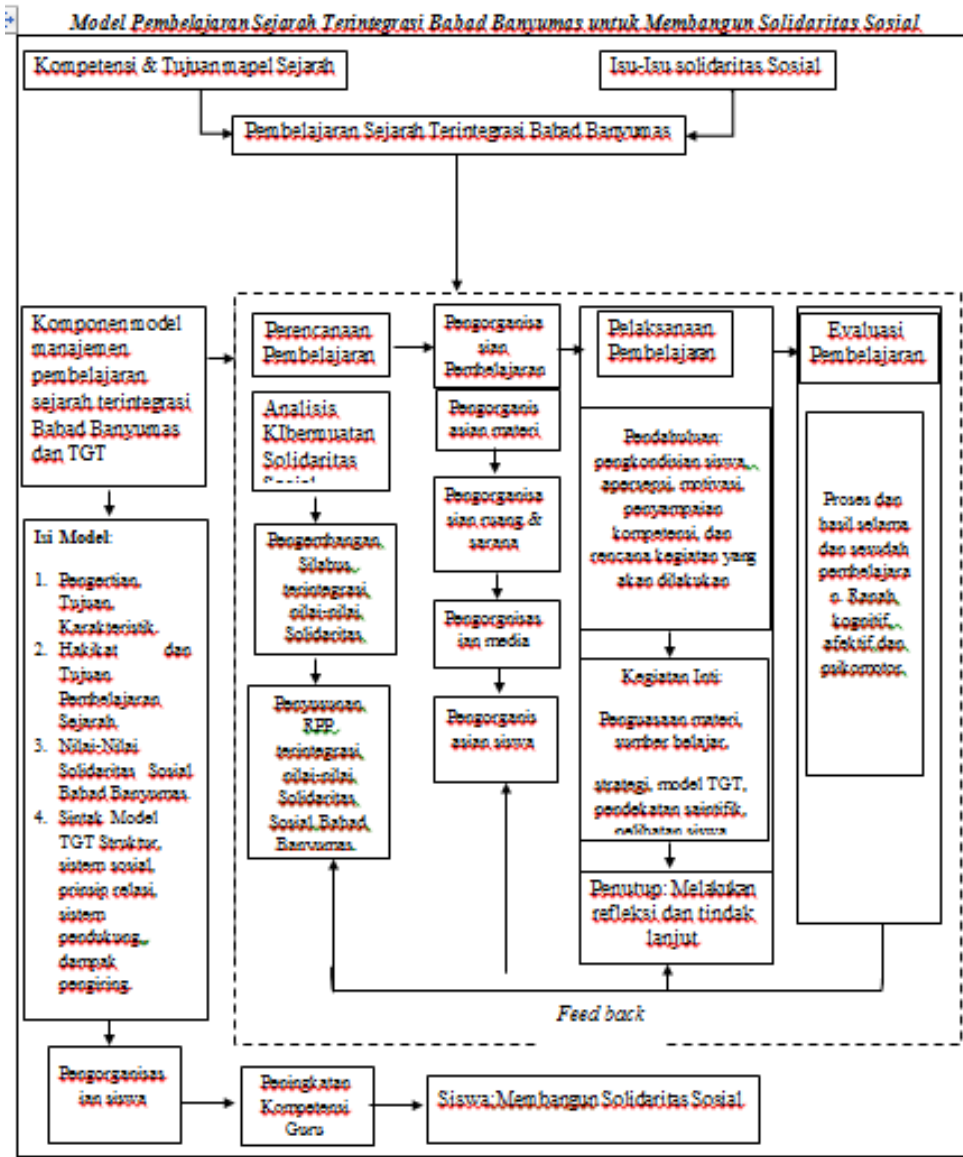 Model Pembelajaran Sejarah Terintegrasi Babad Banyumas untuk Membangun Solidaritas Sosial
Kompetensi & Tujuan mapel Sejarah
Isu-Isu solidaritas Sosial
Pembelajaran Sejarah Terintegrasi Babad Banyumas
Komponen model
manajemen
pembelajaran
sejarah terintegrasi
Babad Banyumas
dan TGT
Isi Model:
1. Pengertian,
Tujuan,
Karakteristik.
2. Hakikat dan
Tujuan
Pembelajaran
Sejarah
3. Nilai-Nilai
Solidaritas Sosial
Babad Banyumas
4. Sintak Model
TGT Struktur,
sistem sosial,
prinsip relasi,
sistem
pendukung,
dampak
pengiring
Perencanaan
Pembelajaran
Analisis
KIbermuatan
Solidaritas
Sosial
Pengembangan
Silabus
terintegrasi
nilai-nilai
Solidaritas
Penyusunan
RPP
terintegrasi
nilai-nilai
Solidaritas
Sosial Babad
Banyumas.
Pengorganisa
sian
Pembelajaran
Pengorganis
asian materi
Pengorganisa
sian ruang &
sarana
Pengorgnisas
ian media
Pengorganis
asian siswa
Pelaksanaan
Pembelajaran
Pendahuluan:
pengkondisian siswa,
apersepsi, motivasi,
penyampaian
kompetensi, dan
rencana kegiatan yang
akan dilakukan
Kegiatan Inti:
Penguasaan materi,
sumber belajar,
strategi, model TGT,
pendekatan saintifik,
pelibatan siswa
Penutup: Melakukan
refleksi dan tindak
lanjut
Evaluasi
Pembelajaran
Proses dan
hasil selama
dan sesudah
pembelajara
n. Ranah
kognitif,
afektif dan
psikomotor.
Feed back
Pengorganisas
ian siswa
Peningkatan
Kompetensi
Guru
Siswa;Membangun Solidaritas Sosial